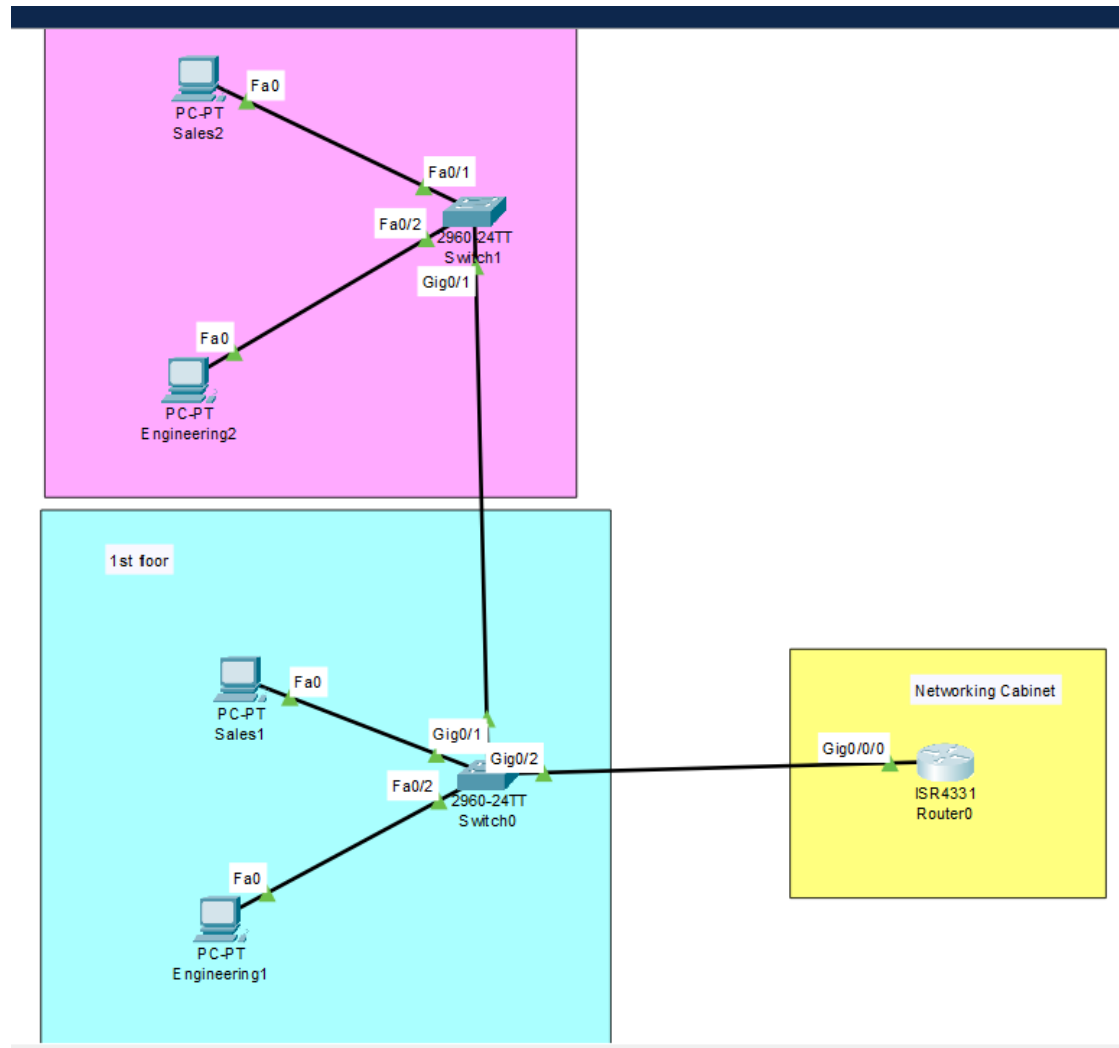 Fa0
PC-PT
Sales2
Fa0/1
Fa0/2
2960-24TT
Switch1
Gig0/1
Fa0
PC-PT
Engineering2
1st floor
Fa0
PC-PT
Sales1
Gig0/1
Gig0/2
Fa0/2
2960-24TT
Switch0
Fa0
PC-PT
Engineering1
Networking Cabinet
Gig0/0/0
ISR4331
Router0